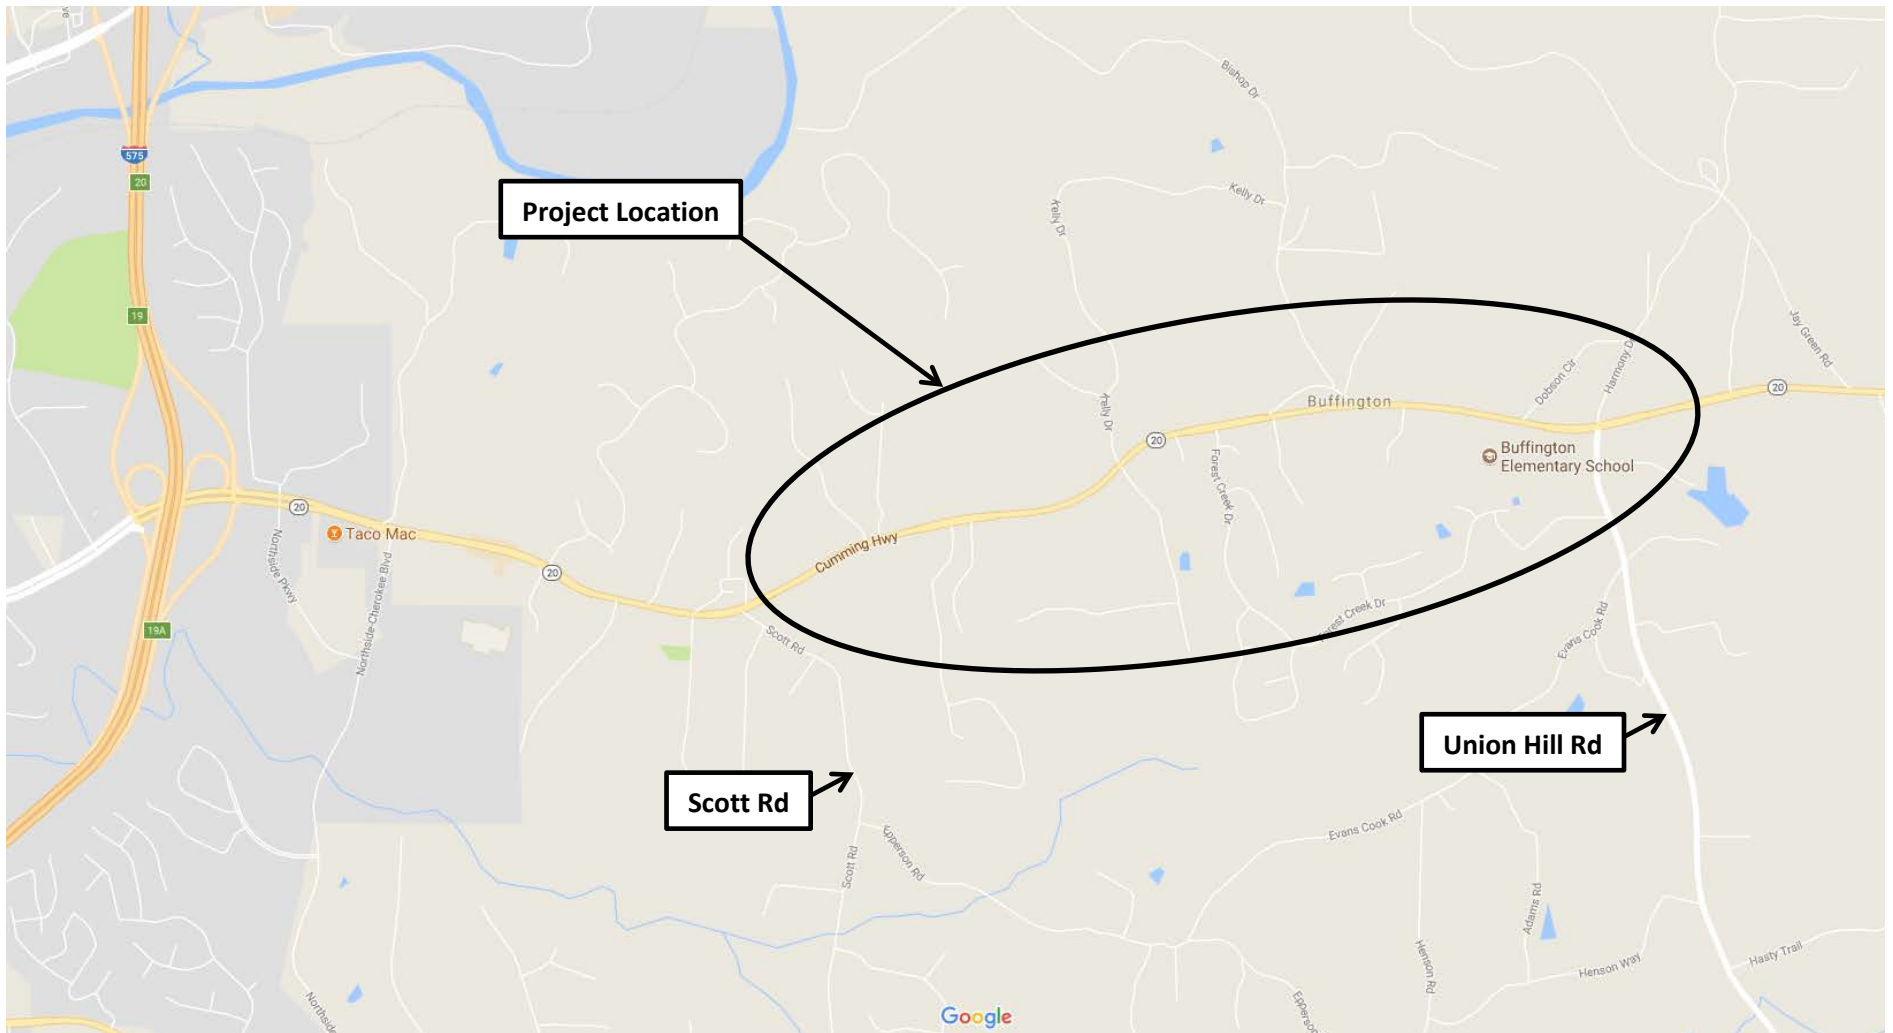 Bishop Dr
575
20
Kelly Dr
Kelly Dr
Project Location
19
Jay Green Rd
Harmony Dr
Dobson Cir
20
Buffington
Kelly Dr
20
Buffington
Elementary School
Forest Creek Dr
20
Taco Mac
Cumming Hwy
Northside Pkwy
20
Northside Cherokee Blvd
Forest Creek Dr
19A
Scott Rd
Evans Cook Rd
Union Hill Rd
Scott Rd
Evans Cook Rd
Epperson Rd
Scott Rd
Adams Rd
Henson Rd
Hasty Trail
Henson Way
Google